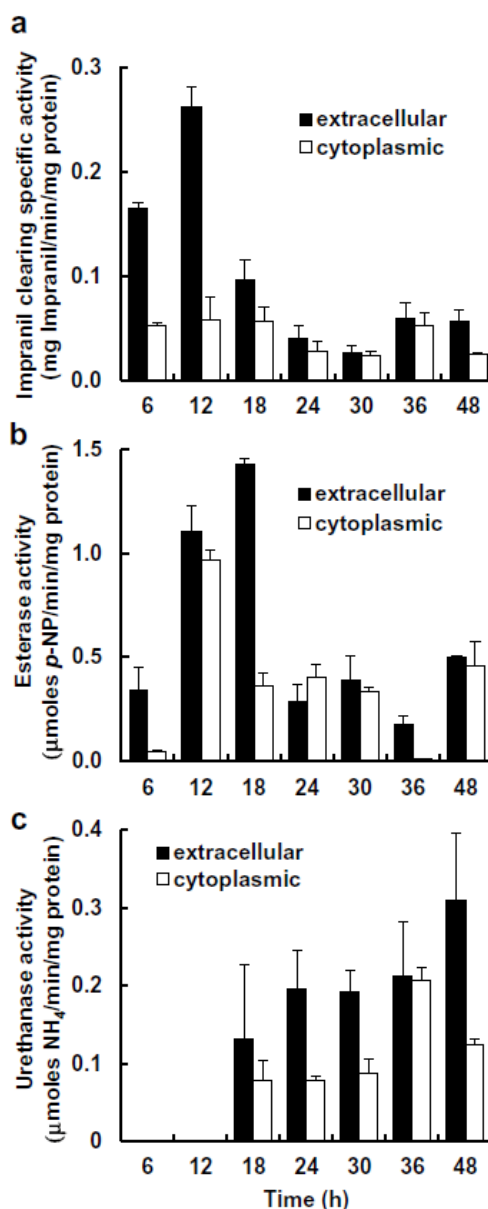 a
Impranil clearing specific activity
(mg Impranil/min/mg protein)
0.3
0.2
0.1
0.0
extracellular
cytoplasmic
6 12 18 24 30 36 48
b
Esterase activity
(µmoles p-NP/min/mg protein)
1.5
1.0
0.5
0.0
extracellular
cytoplasmic
6 12 18 24 30 36 48
c
Urethanase activity
(µmoles NH₄/min/mg protein)
0.4
0.3
0.2
0.1
0
extracellular
cytoplasmic
6 12 18 24 30 36 48
Time (h)